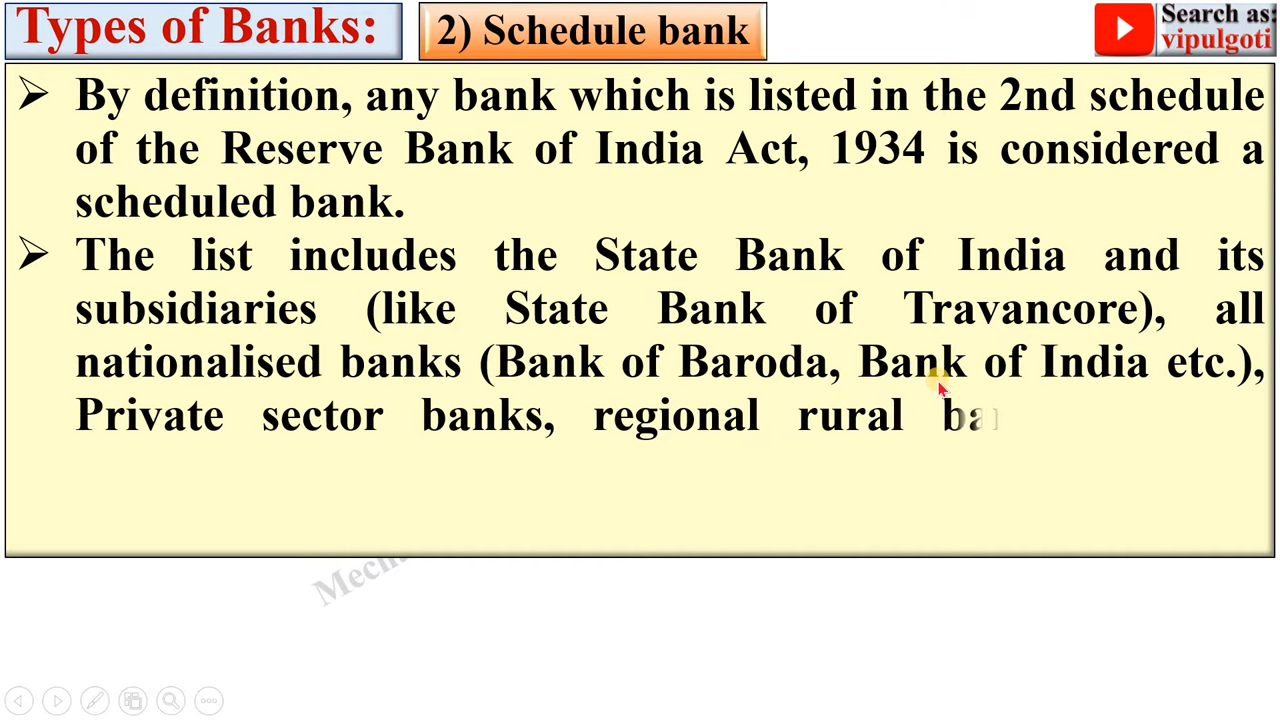 Types of Banks:
2) Schedule bank
Search as:
vipulgoti
➢ By definition, any bank which is listed in the 2nd schedule
of the Reserve Bank of India Act, 1934 is considered a
scheduled bank.
➢ The list includes the State Bank of India and its
subsidiaries (like State Bank of Travancore), all
nationalised banks (Bank of Baroda, Bank of India etc.),
Private sector banks, regional rural